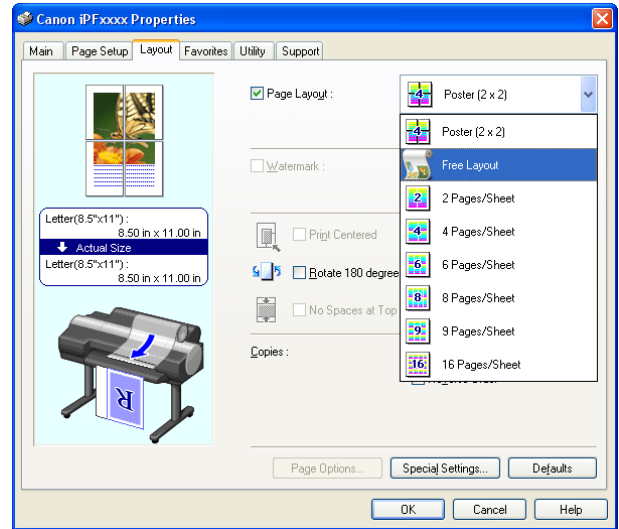 Canon iPFxxxx Properties
Main Page Setup Layout Favorites Utility Support
Page Layout : Poster (2 x 2)
Poster (2 x 2)
Watermark : Free Layout
2 Pages/Sheet
Letter(8.5"x11") :
8.50 in x 11.00 in
Actual Size
Letter(8.5"x11") :
8.50 in x 11.00 in
Print Centered 4 Pages/Sheet
Rotate 180 degree 6 Pages/Sheet
No Spaces at Top 8 Pages/Sheet
9 Pages/Sheet
Copies : 16 Pages/Sheet
R
Page Options... Special Settings... Defaults
OK Cancel Help